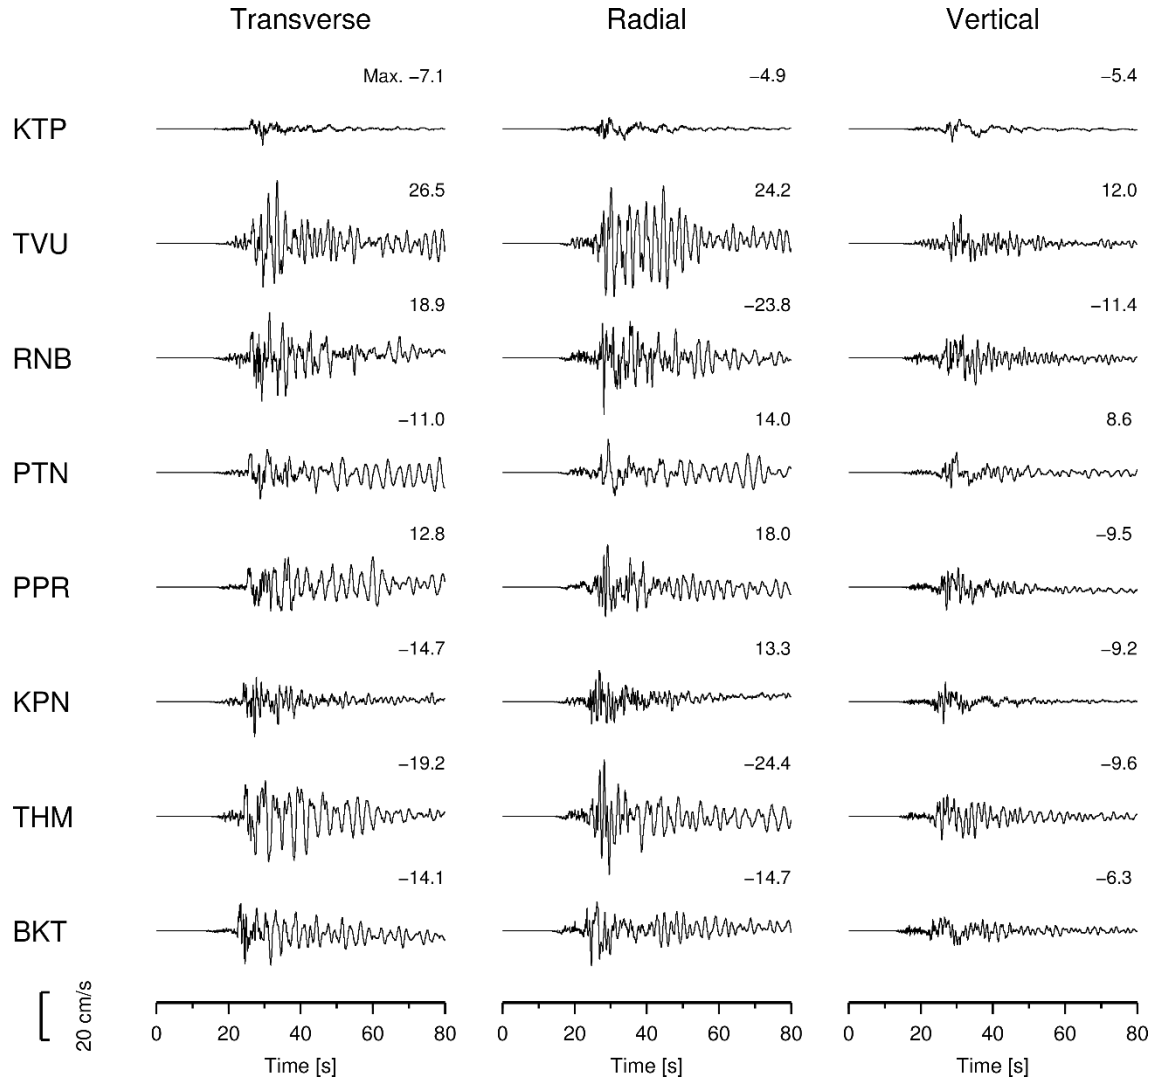 Transverse Radial Vertical
Max. −7.1 −4.9 −5.4
KTP
26.5 24.2 12.0
TVU
18.9 −23.8 −11.4
RNB
−11.0 14.0 8.6
PTN
12.8 18.0 −9.5
PPR
−14.7 13.3 −9.2
KPN
−19.2 −24.4 −9.6
THM
−14.1 −14.7 −6.3
BKT
20 cm/s
0 20 40 60 80 0 20 40 60 80 0 20 40 60 80
Time [s] Time [s] Time [s]